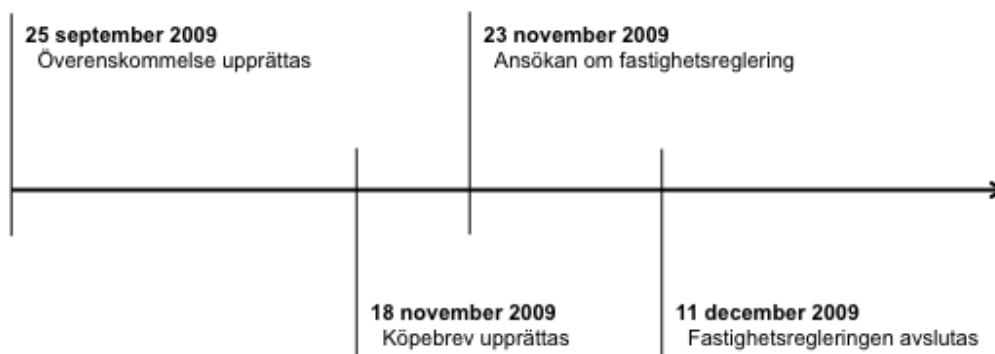 25 september 2009
Överenskommelse upprättas
23 november 2009
Ansökan om fastighetsreglering
18 november 2009
Köpebrev upprättas
11 december 2009
Fastighetsregleringen avslutas